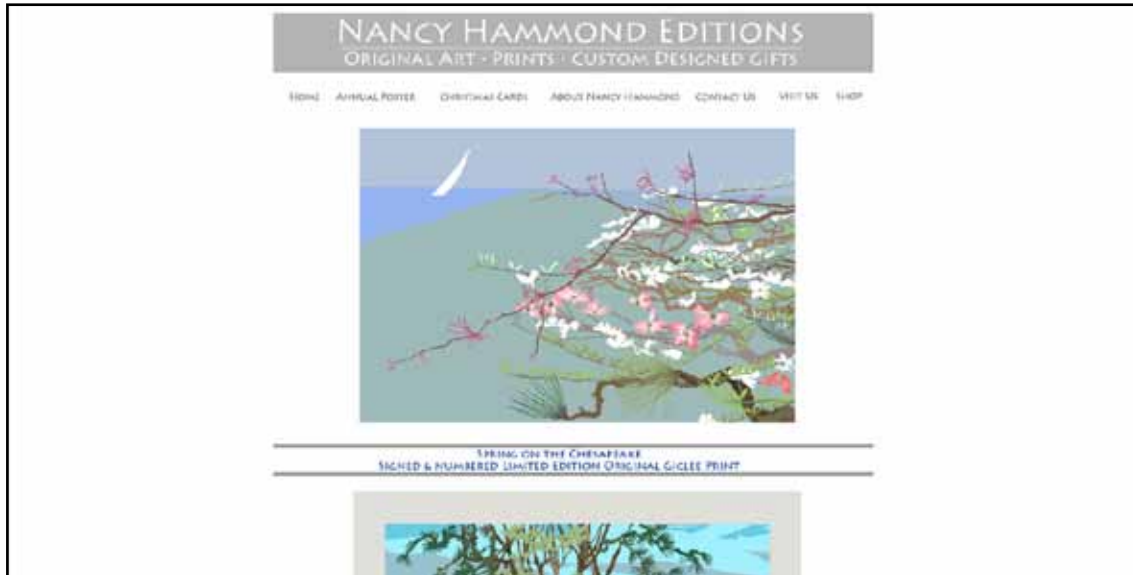 NANCY HAMMOND EDITIONS
ORIGINAL ART · PRINTS · CUSTOM DESIGNED GIFTS
HOME ANNUAL POSTER CHRISTMAS CARDS ABOUT NANCY HAMMOND CONTACT US VISIT US SHOP
SPRING ON THE CHESAPEAKE
SIGNED & NUMBERED LIMITED EDITION ORIGINAL GICLEE PRINT